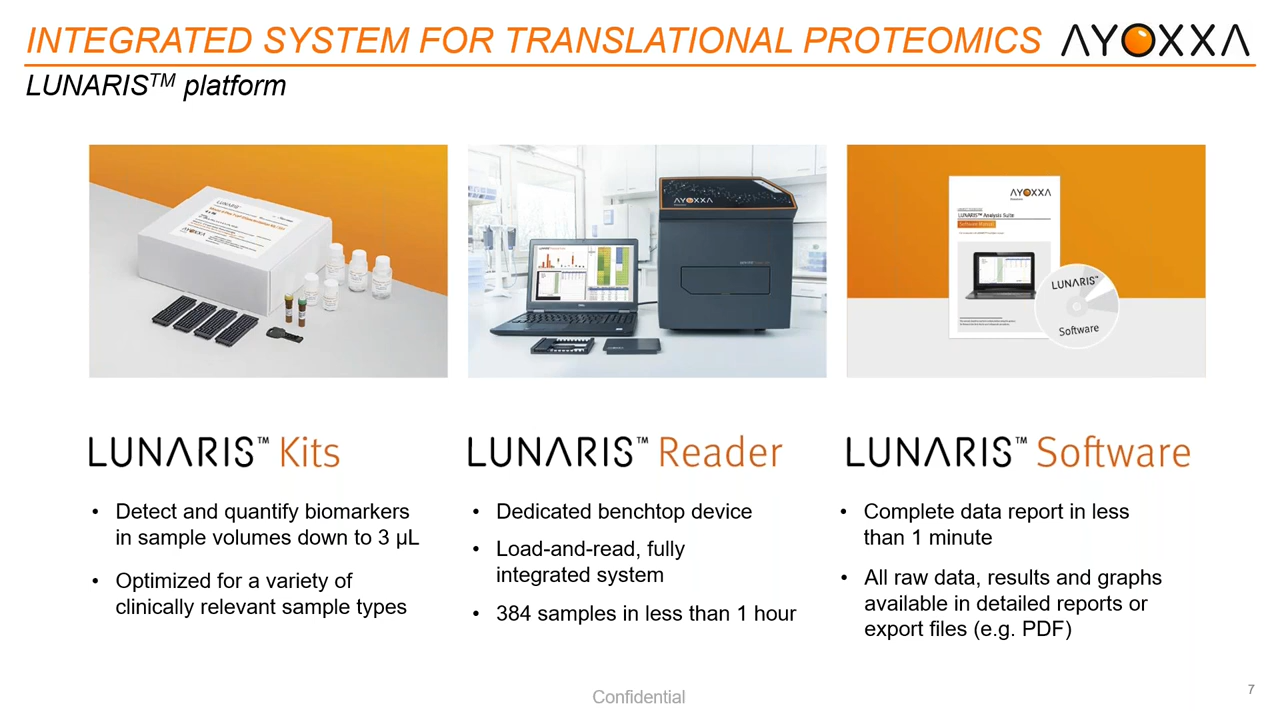 INTEGRATED SYSTEM FOR TRANSLATIONAL PROTEOMICS
AYOXXA
LUNARIS™ platform
LUNARIS
AYOXXA
AYOXXA
LUNARIS™ Analysis Suite
Software Manual
LUNARIS™
Software
LUNARIS™ Kits
• Detect and quantify biomarkers
in sample volumes down to 3 µL
• Optimized for a variety of
clinically relevant sample types
LUNARIS™ Reader
• Dedicated benchtop device
• Load-and-read, fully
integrated system
• 384 samples in less than 1 hour
LUNARIS™ Software
• Complete data report in less
than 1 minute
• All raw data, results and graphs
available in detailed reports or
export files (e.g. PDF)
Confidential
7